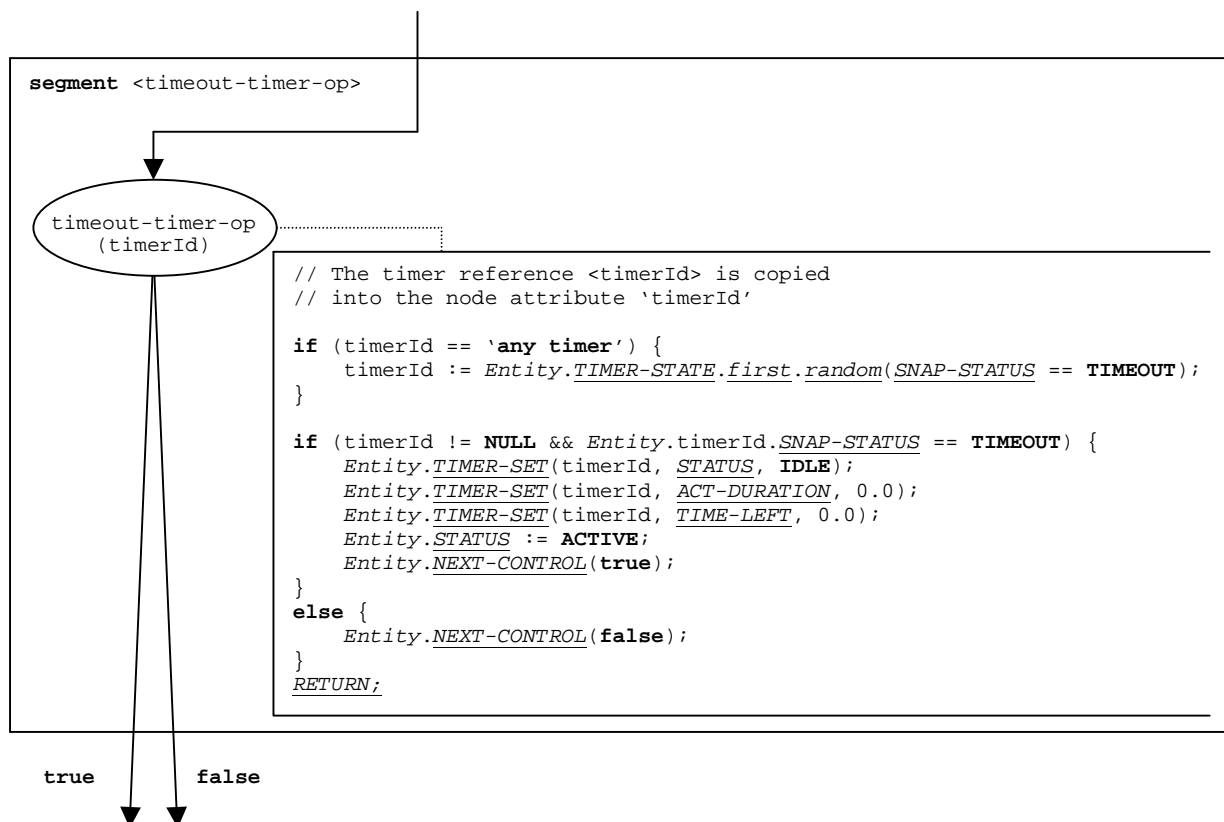 segment <timeout-timer-op>
timeout-timer-op
(timerId)
// The timer reference <timerId> is copied
// into the node attribute ‘timerId’
if (timerId == ‘any timer’) {
timerId := Entity.TIMER-STATE.first.random(SNAP-STATUS == TIMEOUT);
}
if (timerId != NULL && Entity.timerId.SNAP-STATUS == TIMEOUT) {
Entity.TIMER-SET(timerId, STATUS, IDLE);
Entity.TIMER-SET(timerId, ACT-DURATION, 0.0);
Entity.TIMER-SET(timerId, TIME-LEFT, 0.0);
Entity.STATUS := ACTIVE;
Entity.NEXT-CONTROL(true);
}
else {
Entity.NEXT-CONTROL(false);
}
RETURN;
true false